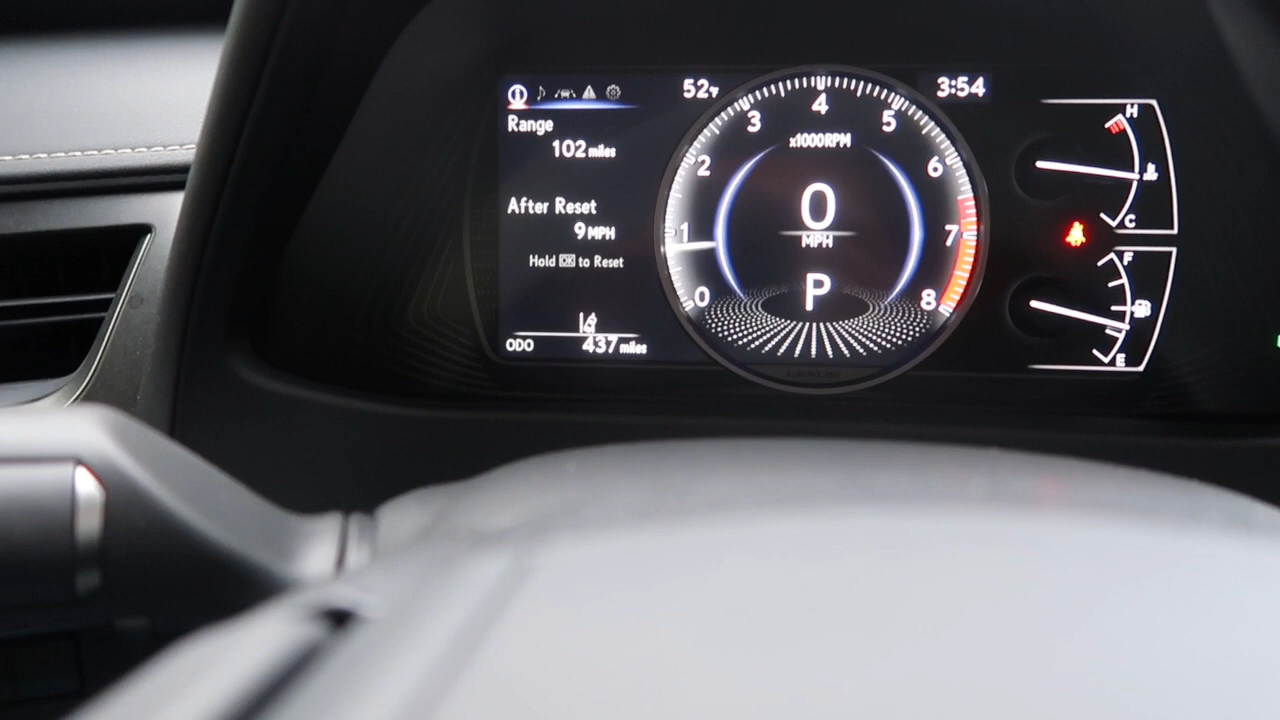 52°F
3:54
Range
102 miles
After Reset
9 MPH
Hold OK to Reset
ODO 437 miles
0
1
2
3
4
5
6
7
8
x1000RPM
0
MPH
P
H
C
F
E
LEXUS